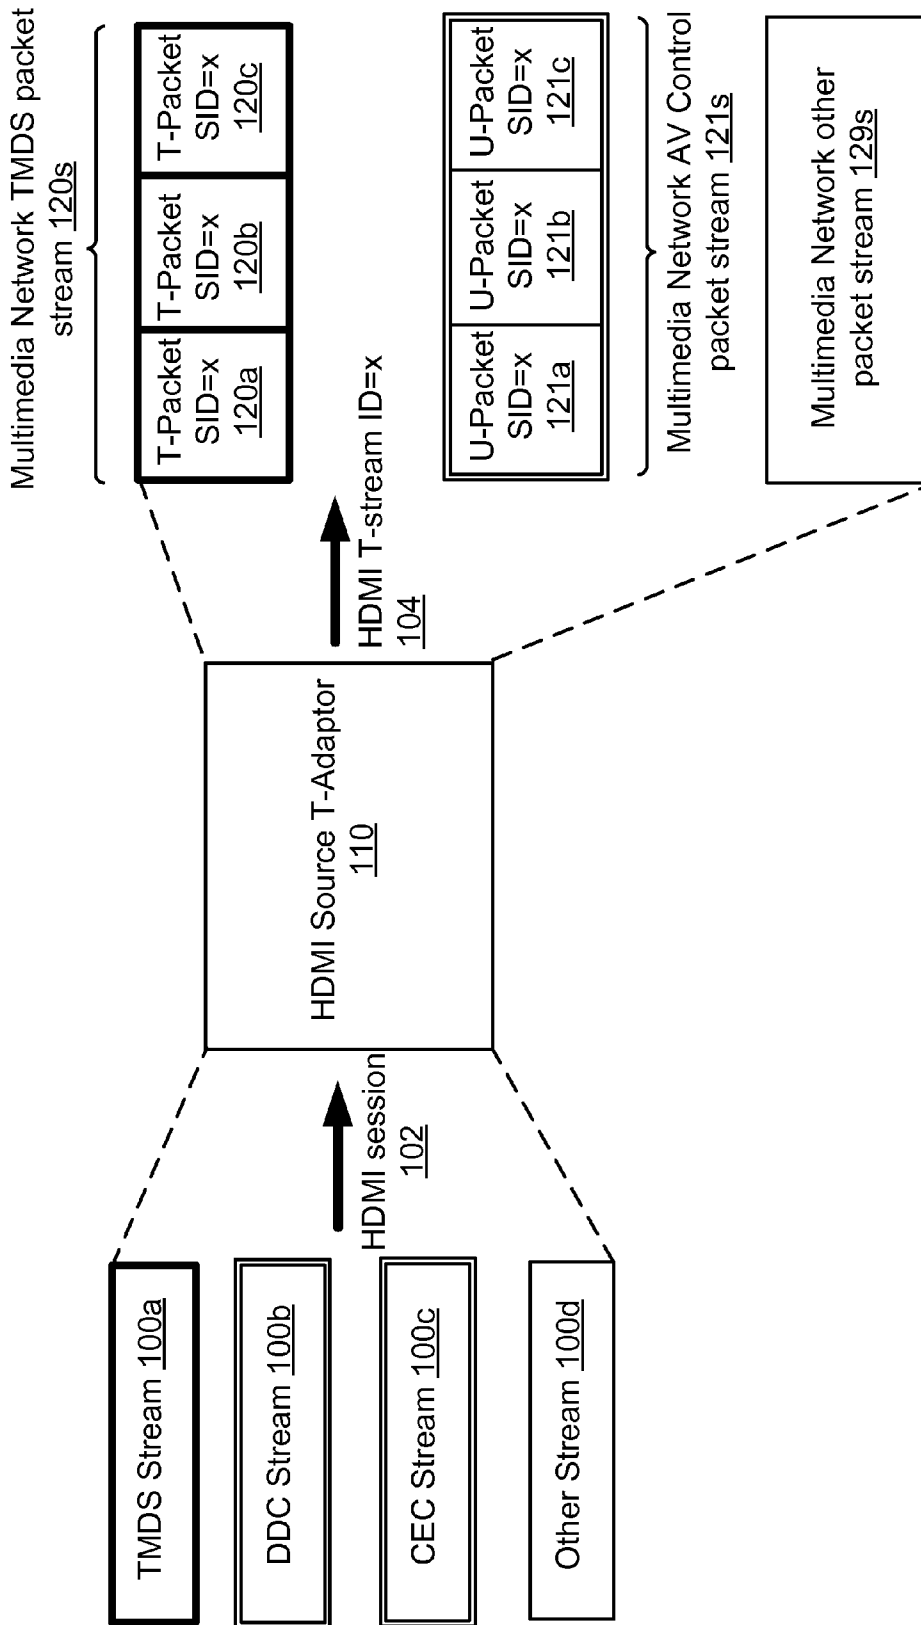 TMDS Stream 100a
DDC Stream 100b
CEC Stream 100c
Other Stream 100d
HDMI session
102
HDMI Source T-Adaptor
110
HDMI T-stream ID=x
104
Multimedia Network TMDS packet
stream 120s
T-Packet
SID=x
120a
T-Packet
SID=x
120b
T-Packet
SID=x
120c
U-Packet
SID=x
121a
U-Packet
SID=x
121b
U-Packet
SID=x
121c
Multimedia Network AV Control
packet stream 121s
Multimedia Network other
packet stream 129s